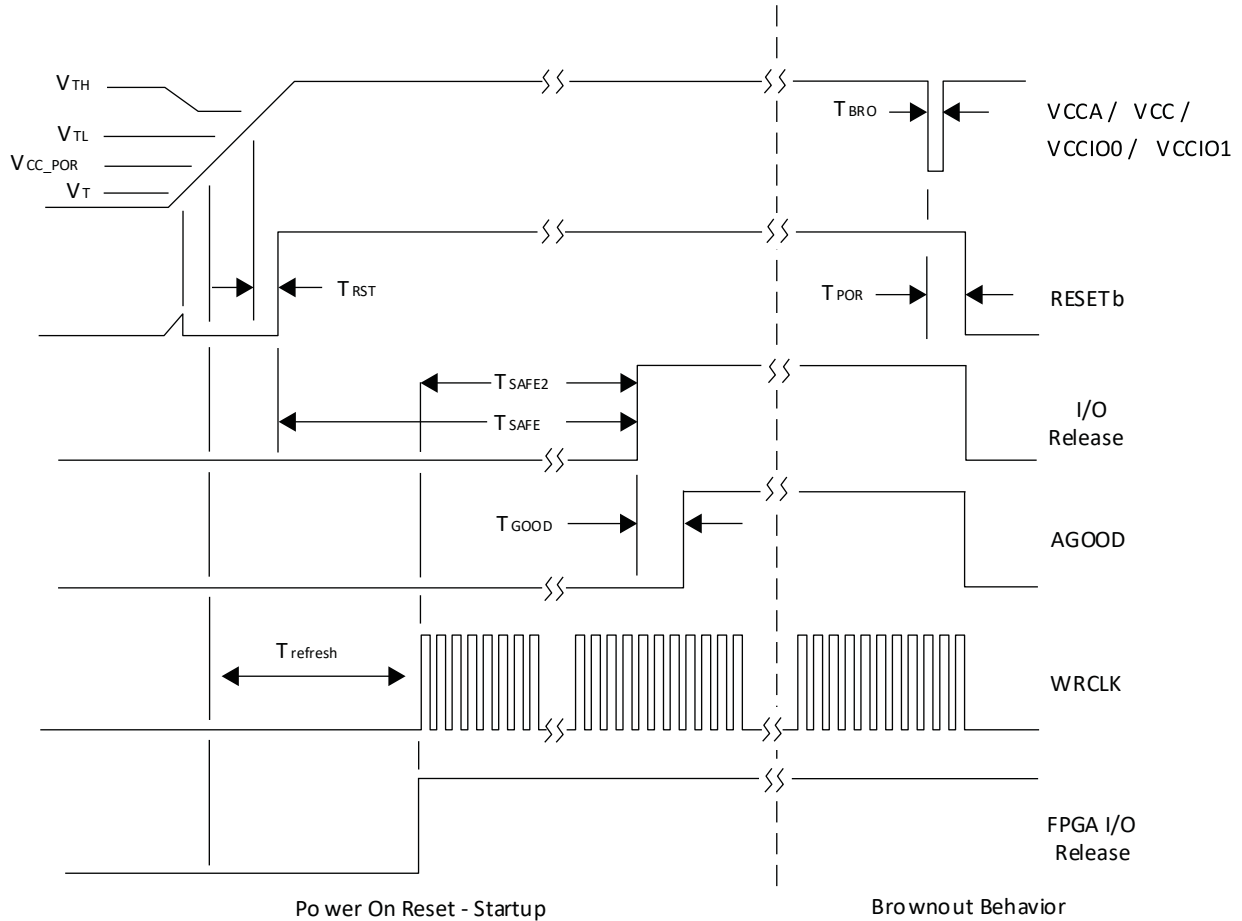 VTH
VTL
VCC_POR
VT
TBRO
VCCA / VCC /
VCCIO0 / VCCIO1
TRST
TPOR
RESETb
TSAFE2
TSAFE
I/O
Release
TGOOD
AGOOD
Trefresh
WRCLK
FPGA I/O
Release
Power On Reset - Startup
Brownout Behavior